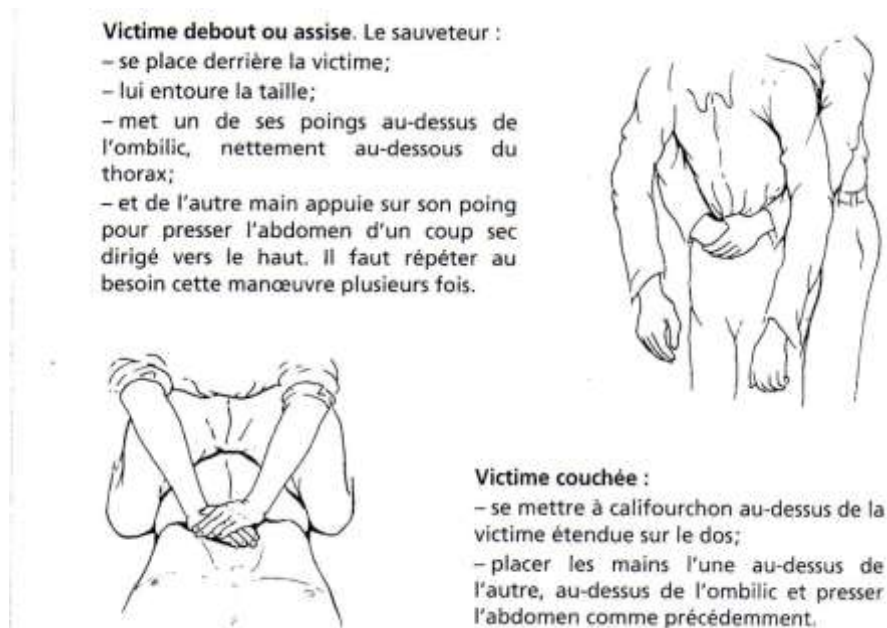 Victime debout ou assise. Le sauveteur :
– se place derrière la victime;
– lui entoure la taille;
– met un de ses poings au-dessus de
l'ombilic, nettement au-dessous du
thorax;
– et de l'autre main appuie sur son poing
pour presser l'abdomen d'un coup sec
dirigé vers le haut. Il faut répéter au
besoin cette manœuvre plusieurs fois.
Victime couchée :
– se mettre à califourchon au-dessus de la
victime étendue sur le dos;
– placer les mains l'une au-dessus de
l'autre, au-dessus de l'ombilic et presser
l'abdomen comme précédemment.